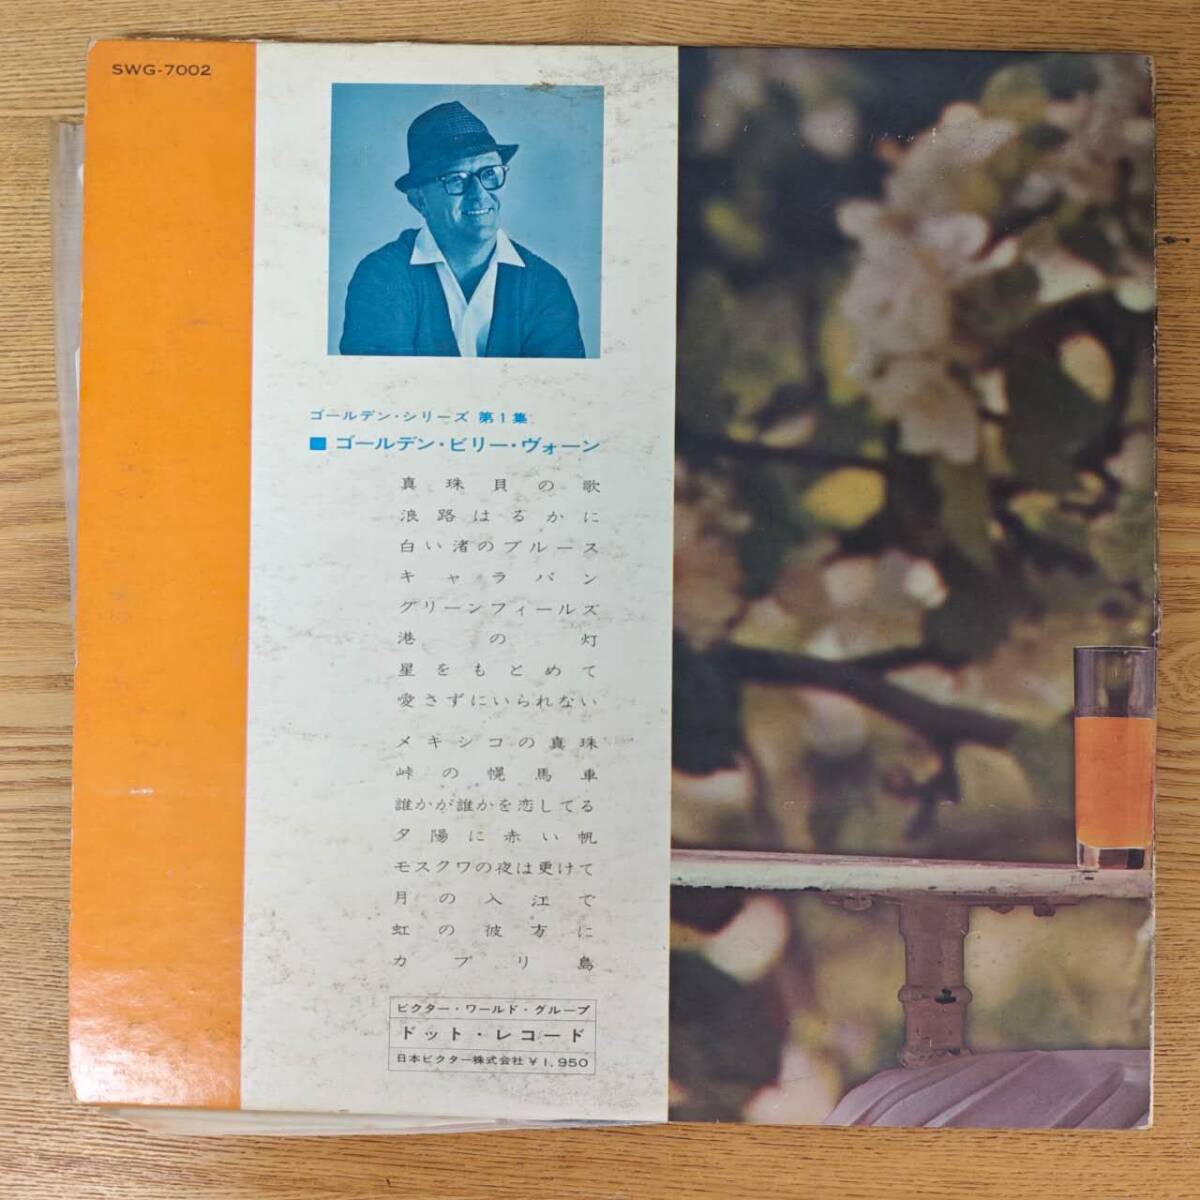 SWG-7002
ゴールデン・シリーズ 第1集
■ ゴールデン・ビリー・ヴォーン
真珠貝の歌
浪路はるかに
白い渚のブルース
キャラバン
グリーンフィールズ
港の灯
星をもとめて
愛さずにいられない
メキシコの真珠
峠の幌馬車
誰かが誰かを恋してる
夕陽に赤い帆
モスクワの夜は更けて
月の入江で
虹の彼方に
カプリ島
ビクター・ワールド・グループ
ドット・レコード
日本ビクター株式会社 ¥1,950